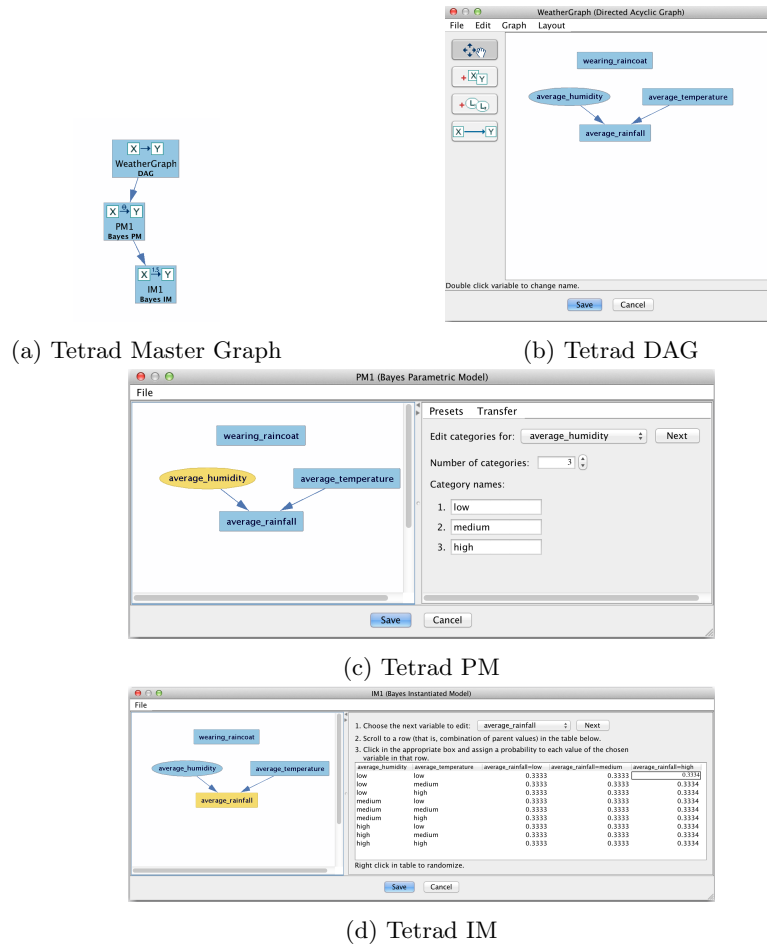 X → Y
WeatherGraph
DAG
X Θ→ Y
PM1
Bayes PM
X 1.5→ Y
IM1
Bayes IM
(a) Tetrad Master Graph
WeatherGraph (Directed Acyclic Graph)
File Edit Graph Layout
+ X Y
+ L L
X → Y
wearing_raincoat
average_humidity
average_temperature
average_rainfall
Double click variable to change name.
Save Cancel
(b) Tetrad DAG
PM1 (Bayes Parametric Model)
File
wearing_raincoat
average_humidity
average_temperature
average_rainfall
Presets Transfer
Edit categories for: average_humidity Next
Number of categories: 3
Category names:
1. low
2. medium
3. high
Save Cancel
(c) Tetrad PM
IM1 (Bayes Instantiated Model)
File
wearing_raincoat
average_humidity
average_temperature
average_rainfall
1. Choose the next variable to edit: average_rainfall Next
2. Scroll to a row (that is, combination of parent values) in the table below.
3. Click in the appropriate box and assign a probability to each value of the chosen
variable in that row.
average_humidity average_temperature average_rainfall=low average_rainfall=medium average_rainfall=high
low low 0.3333 0.3333 0.3334
low medium 0.3333 0.3333 0.3334
low high 0.3333 0.3333 0.3334
medium low 0.3333 0.3333 0.3334
medium medium 0.3333 0.3333 0.3334
medium high 0.3333 0.3333 0.3334
high low 0.3333 0.3333 0.3334
high medium 0.3333 0.3333 0.3334
high high 0.3333 0.3333 0.3334
Right click in table to randomize.
Save Cancel
(d) Tetrad IM